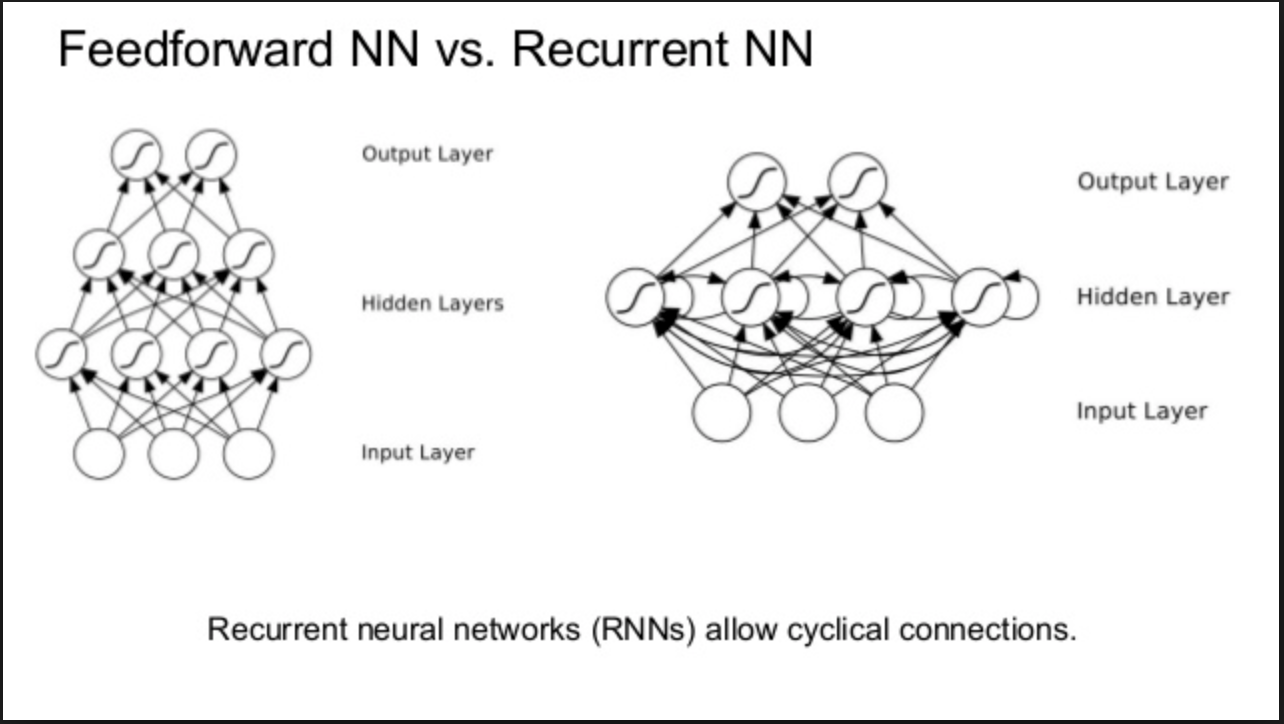 Feedforward NN vs. Recurrent NN
Output Layer
Hidden Layers
Input Layer
Output Layer
Hidden Layer
Input Layer
Recurrent neural networks (RNNs) allow cyclical connections.